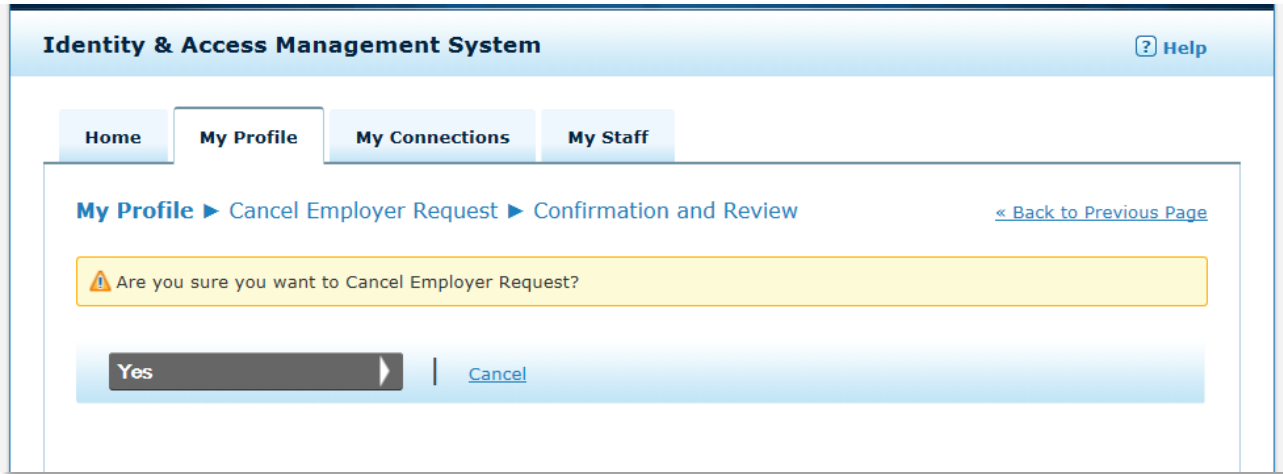 Identity & Access Management System
? Help
Home My Profile My Connections My Staff
My Profile ► Cancel Employer Request ► Confirmation and Review « Back to Previous Page
Are you sure you want to Cancel Employer Request?
Yes | Cancel